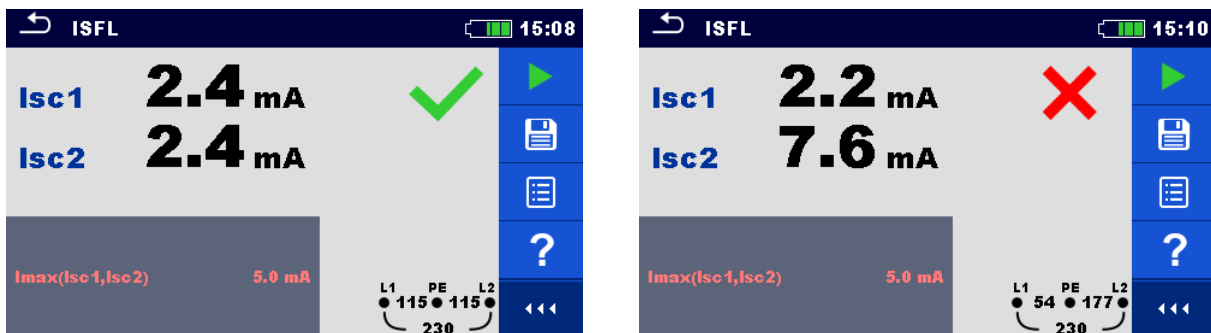 ISFL 15:08
Isc1 2.4 mA
Isc2 2.4 mA
?
Imax(Isc1,Isc2) 5.0 mA
L1 PE L2
115 115
230
ISFL 15:10
Isc1 2.2 mA
Isc2 7.6 mA
?
Imax(Isc1,Isc2) 5.0 mA
L1 PE L2
54 177
230